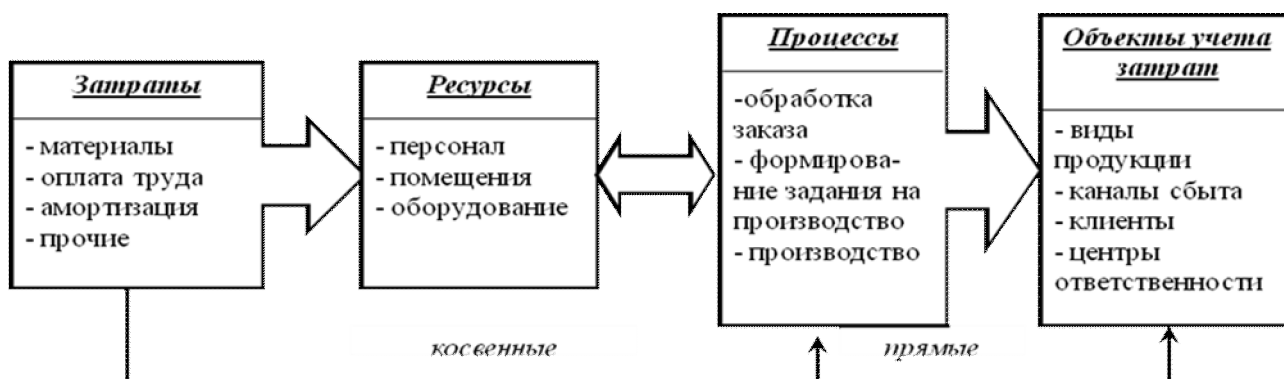 Затраты
- материалы
- оплата труда
- амортизация
- прочие
Ресурсы
- персонал
- помещения
- оборудование
Процессы
-обработка
заказа
- формирова-
ние задания на
производство
- производство
Объекты учета
затрат
- виды
продукции
- каналы сбыта
- клиенты
- центры
ответственности
косвенные
прямые